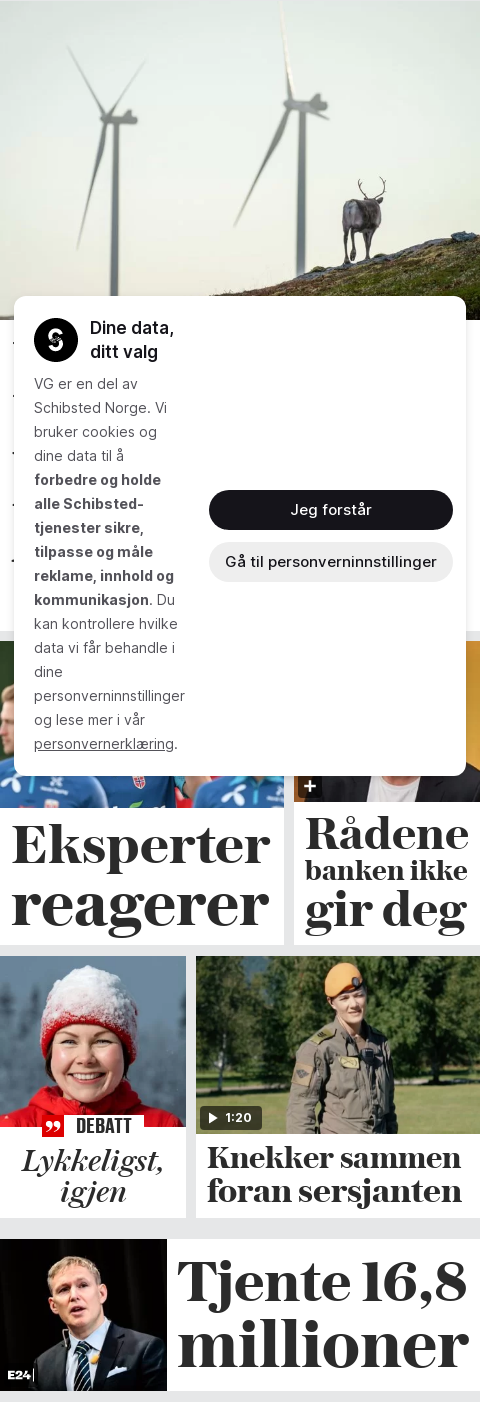 Dine data,
ditt valg
VG er en del av
Schibsted Norge. Vi
bruker cookies og
dine data til å
forbedre og holde
alle Schibsted-
tjenester sikre,
tilpasse og måle
reklame, innhold og
kommunikasjon. Du
kan kontrollere hvilke
data vi får behandle i
dine
personverninnstillinger
og lese mer i vår
personvernerklæring.
Jeg forstår
Gå til personverninnstillinger
Eksperter
reagerer
Rådene
banken ikke
gir deg
DEBATT
Lykkeligst,
igjen
1:20
Knekker sammen
foran sersjanten
E24
Tjente 16,8
millioner